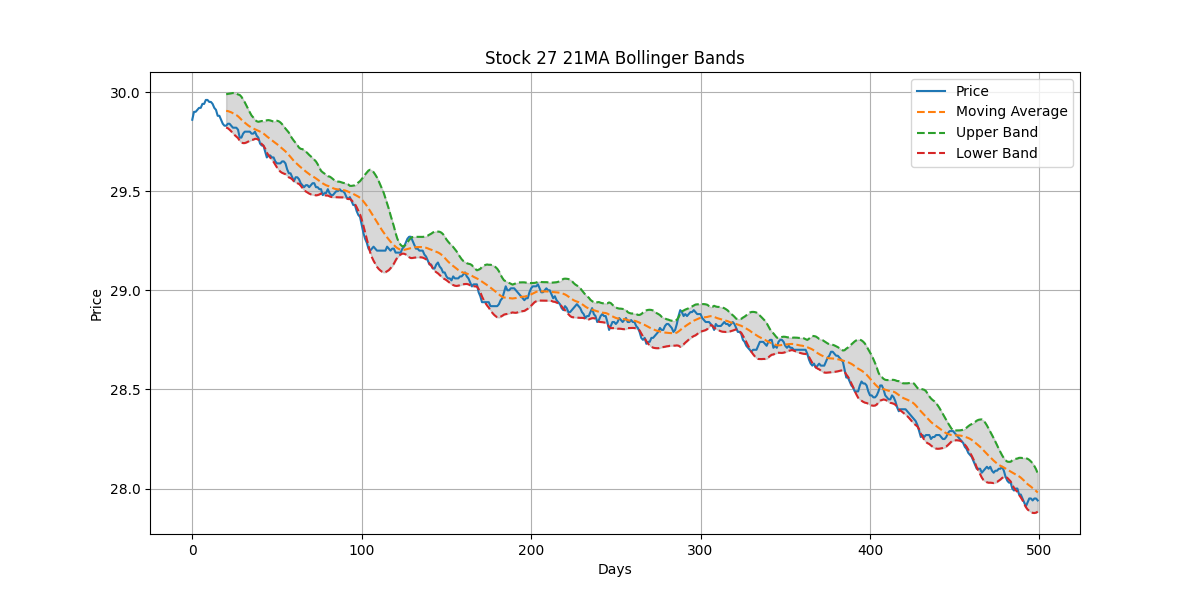 Stock 27 21MA Bollinger Bands
Price
Moving Average
Upper Band
Lower Band
30.0
29.5
29.0
28.5
28.0
Price
0 100 200 300 400 500
Days